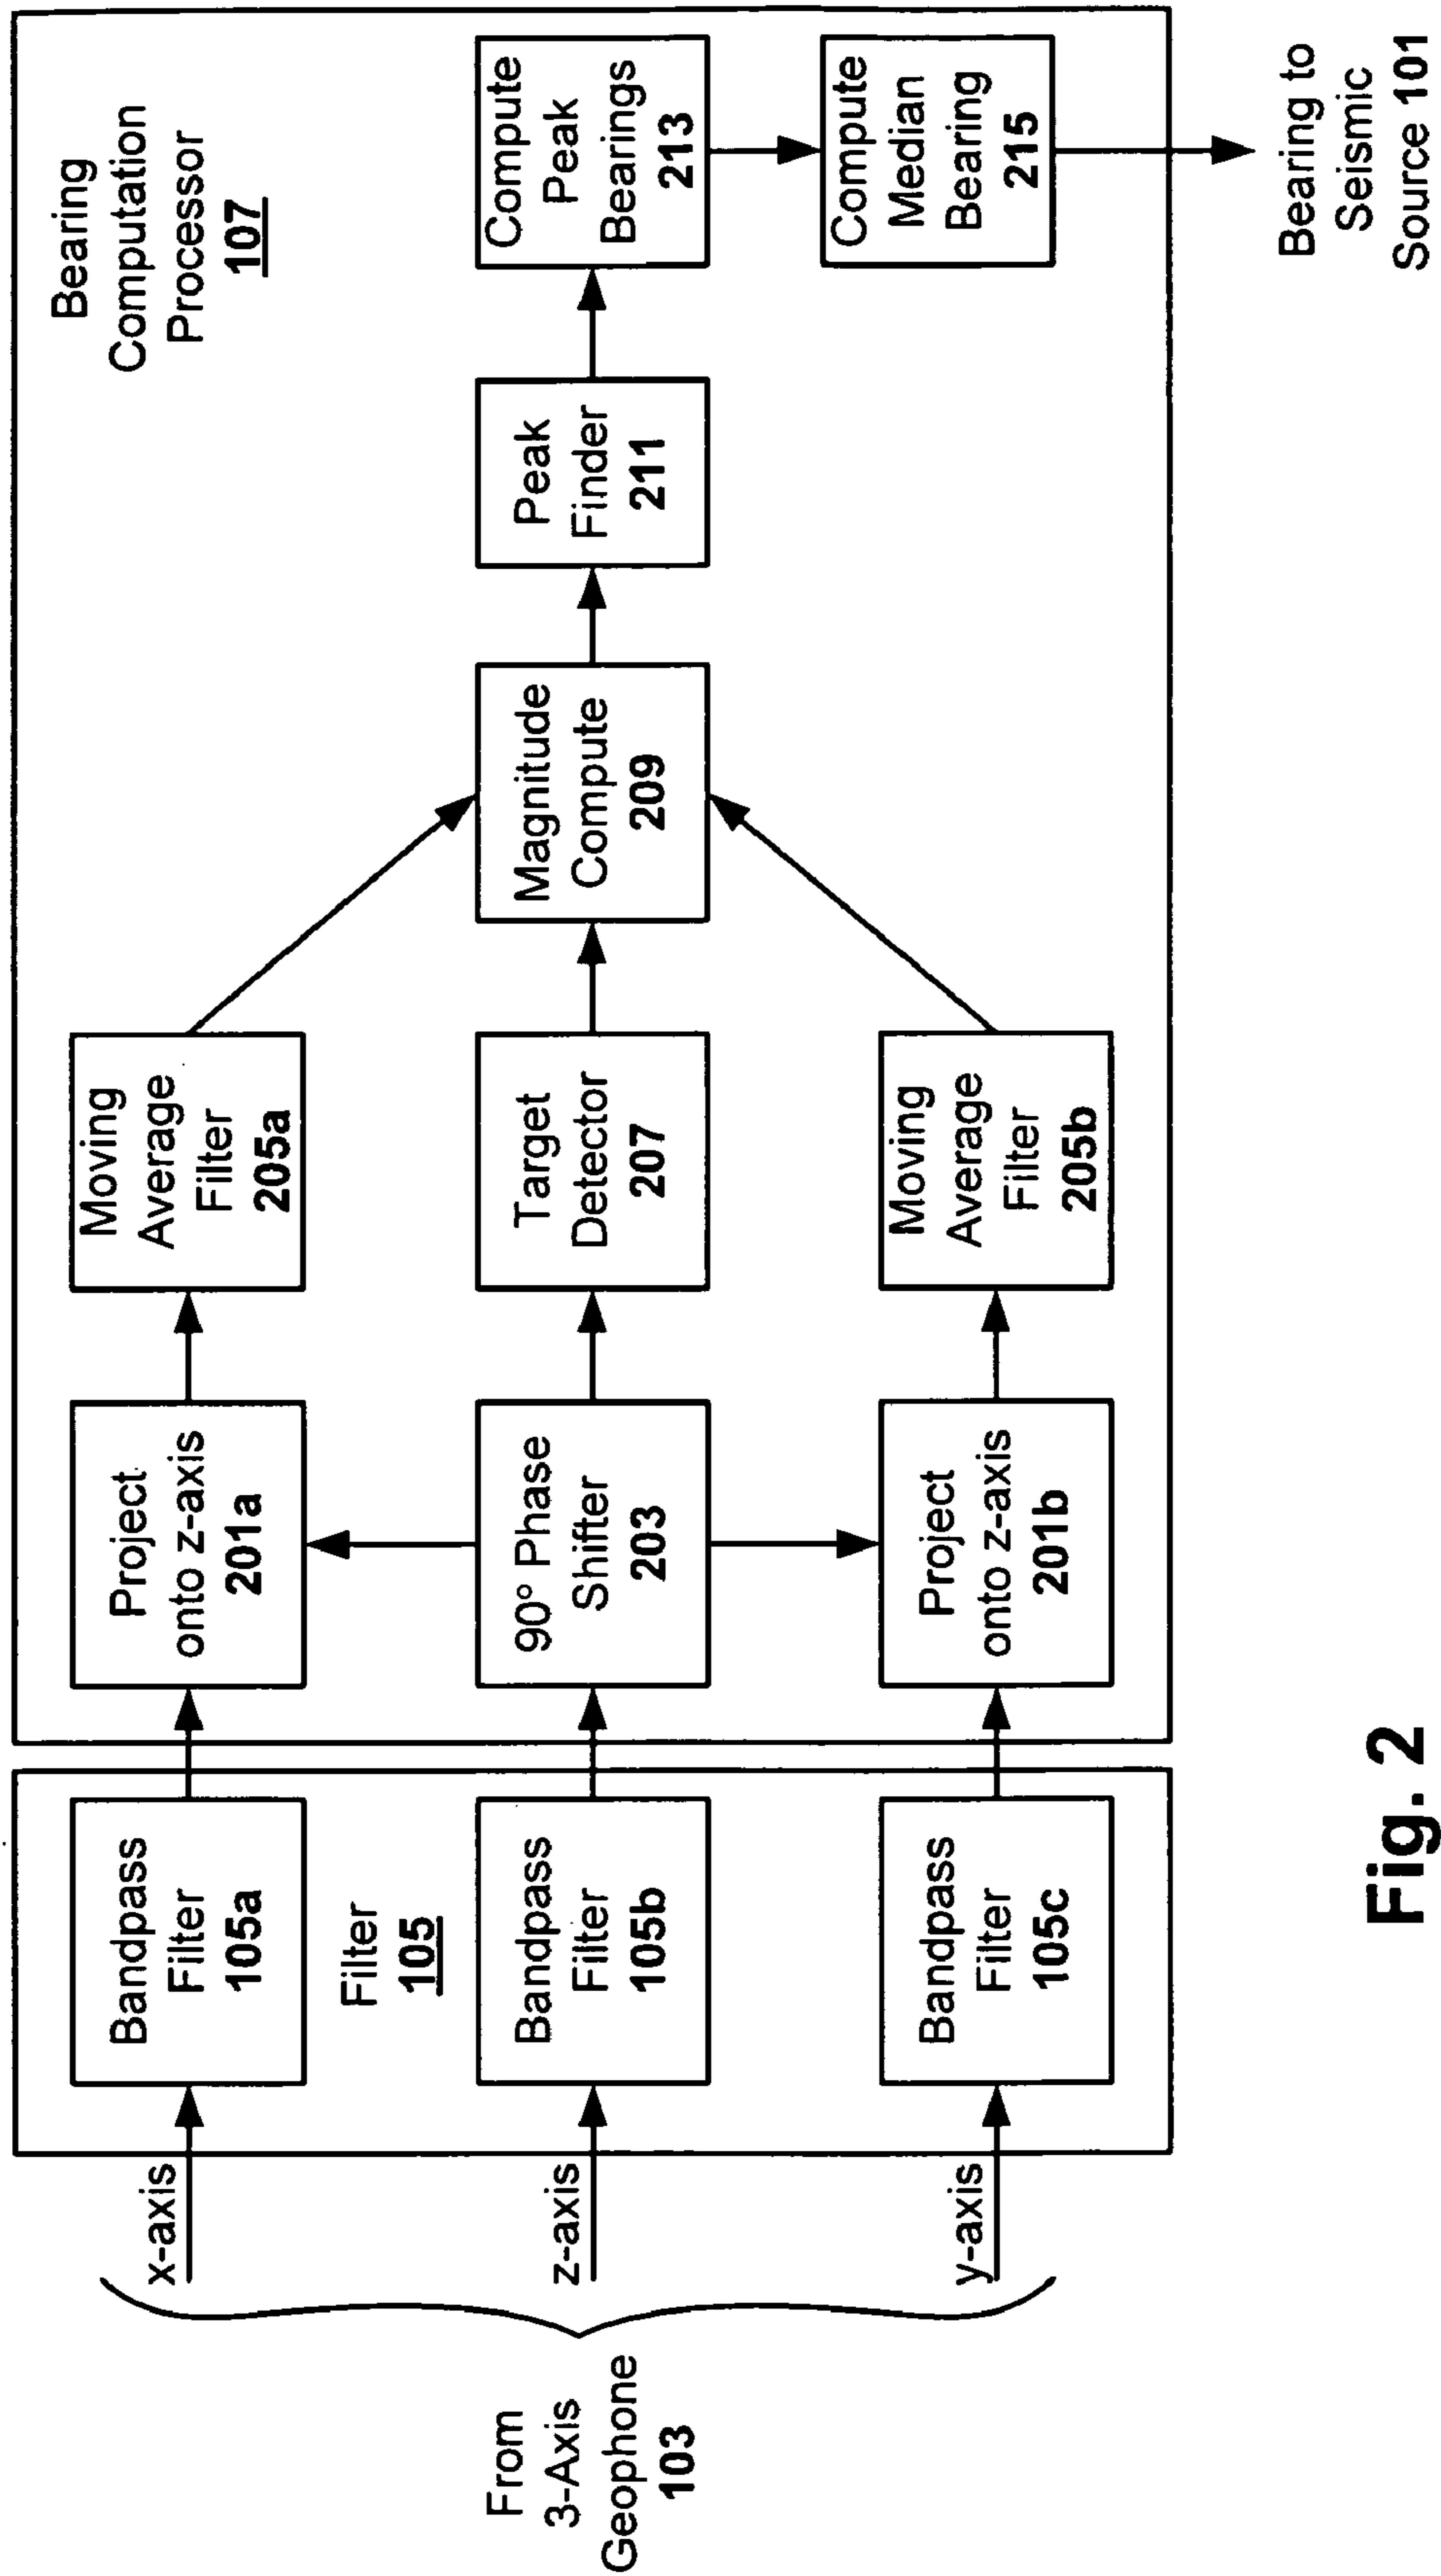 From
3-Axis
Geophone
103
x-axis
z-axis
y-axis
Bandpass
Filter
105a
Filter
105
Bandpass
Filter
105b
Bandpass
Filter
105c
Bearing
Computation
Processor
107
Project
onto z-axis
201a
90° Phase
Shifter
203
Project
onto z-axis
201b
Moving
Average
Filter
205a
Target
Detector
207
Moving
Average
Filter
205b
Magnitude
Compute
209
Peak
Finder
211
Compute
Peak
Bearings
213
Compute
Median
Bearing
215
Bearing to
Seismic
Source 101
Fig. 2